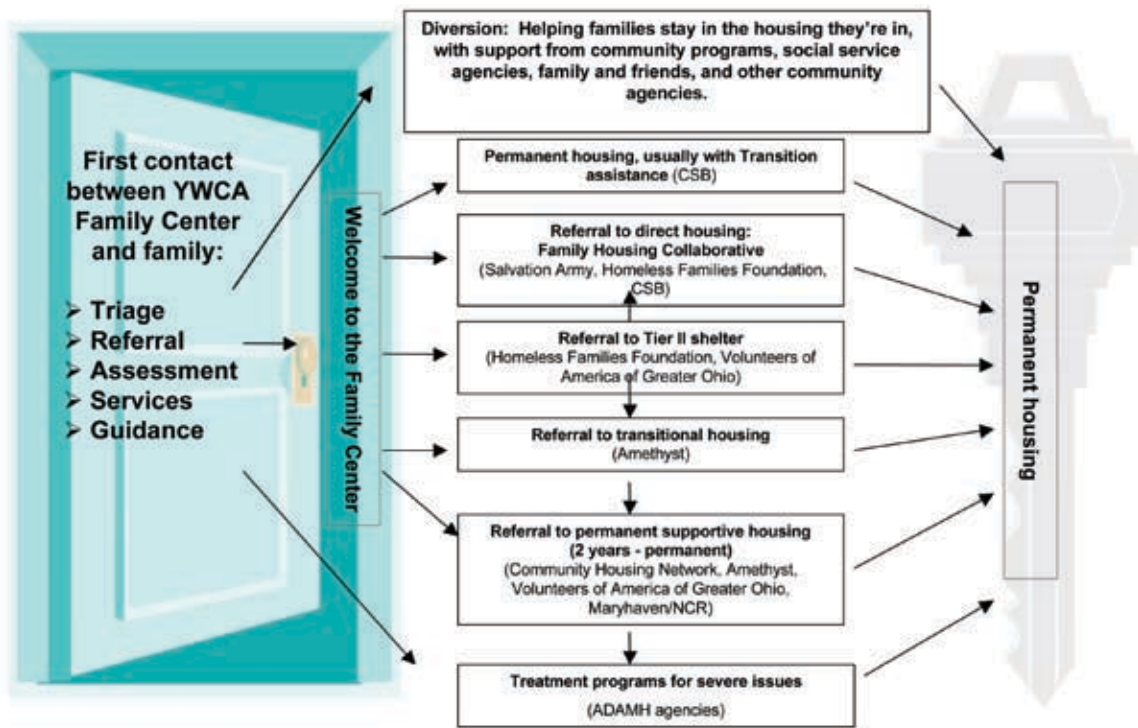 Diversion: Helping families stay in the housing they're in,
with support from community programs, social service
agencies, family and friends, and other community
agencies.
First contact
between YWCA
Family Center
and family:
➢ Triage
➢ Referral
➢ Assessment
➢ Services
➢ Guidance
Welcome to the Family Center
Permanent housing, usually with Transition
assistance (CSB)
Referral to direct housing:
Family Housing Collaborative
(Salvation Army, Homeless Families Foundation,
CSB)
Referral to Tier II shelter
(Homeless Families Foundation, Volunteers of
America of Greater Ohio)
Referral to transitional housing
(Amethyst)
Referral to permanent supportive housing
(2 years - permanent)
(Community Housing Network, Amethyst,
Volunteers of America of Greater Ohio,
Maryhaven/NCR)
Treatment programs for severe issues
(ADAMH agencies)
Permanent housing